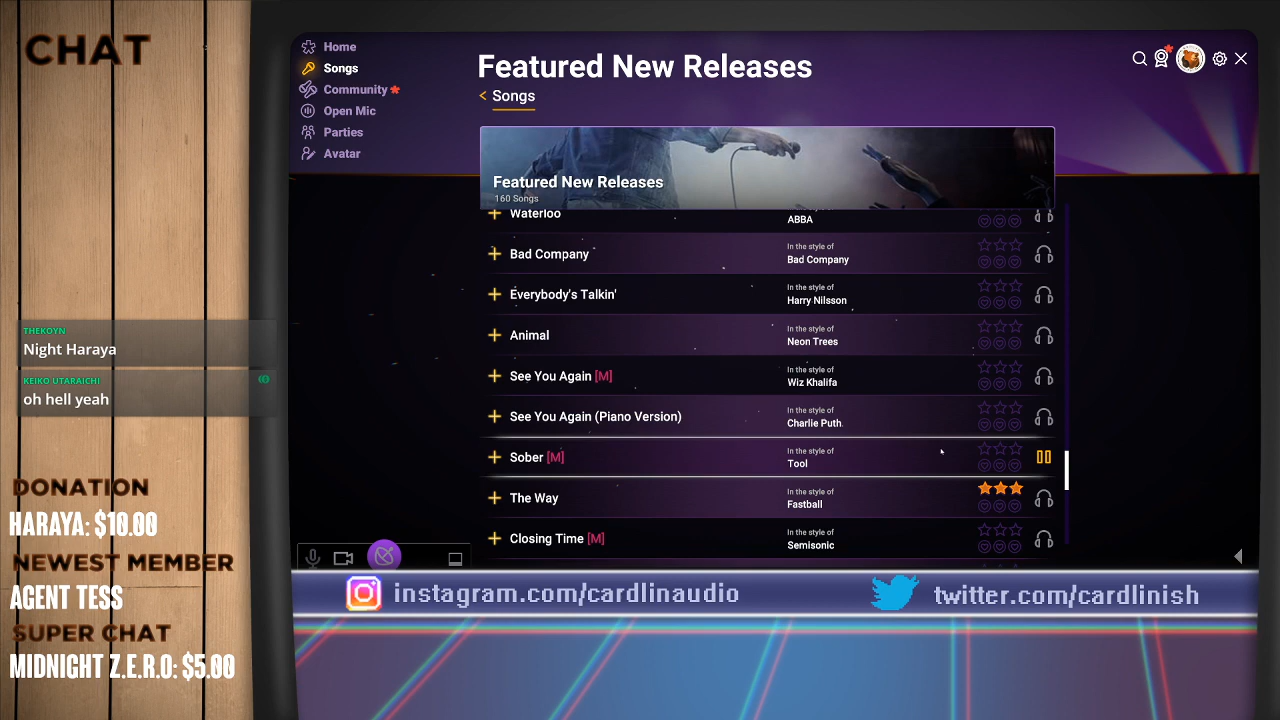 CHAT
THEKOYN
Night Haraya
KEIKO UTARAICHI
oh hell yeah
DONATION
HARAYA: $10.00
NEWEST MEMBER
AGENT TESS
SUPER CHAT
MIDNIGHT Z.E.R.O: $5.00
Home
Songs
Community
Open Mic
Parties
Avatar
Featured New Releases
< Songs
Featured New Releases
160 Songs
Waterloo
ABBA
Bad Company
In the style of
Bad Company
Everybody's Talkin'
In the style of
Harry Nilsson
Animal
In the style of
Neon Trees
See You Again [M]
In the style of
Wiz Khalifa
See You Again (Piano Version)
In the style of
Charlie Puth
Sober [M]
In the style of
Tool
The Way
In the style of
Fastball
Closing Time [M]
In the style of
Semisonic
instagram.com/cardlinaudio
twitter.com/cardlinish